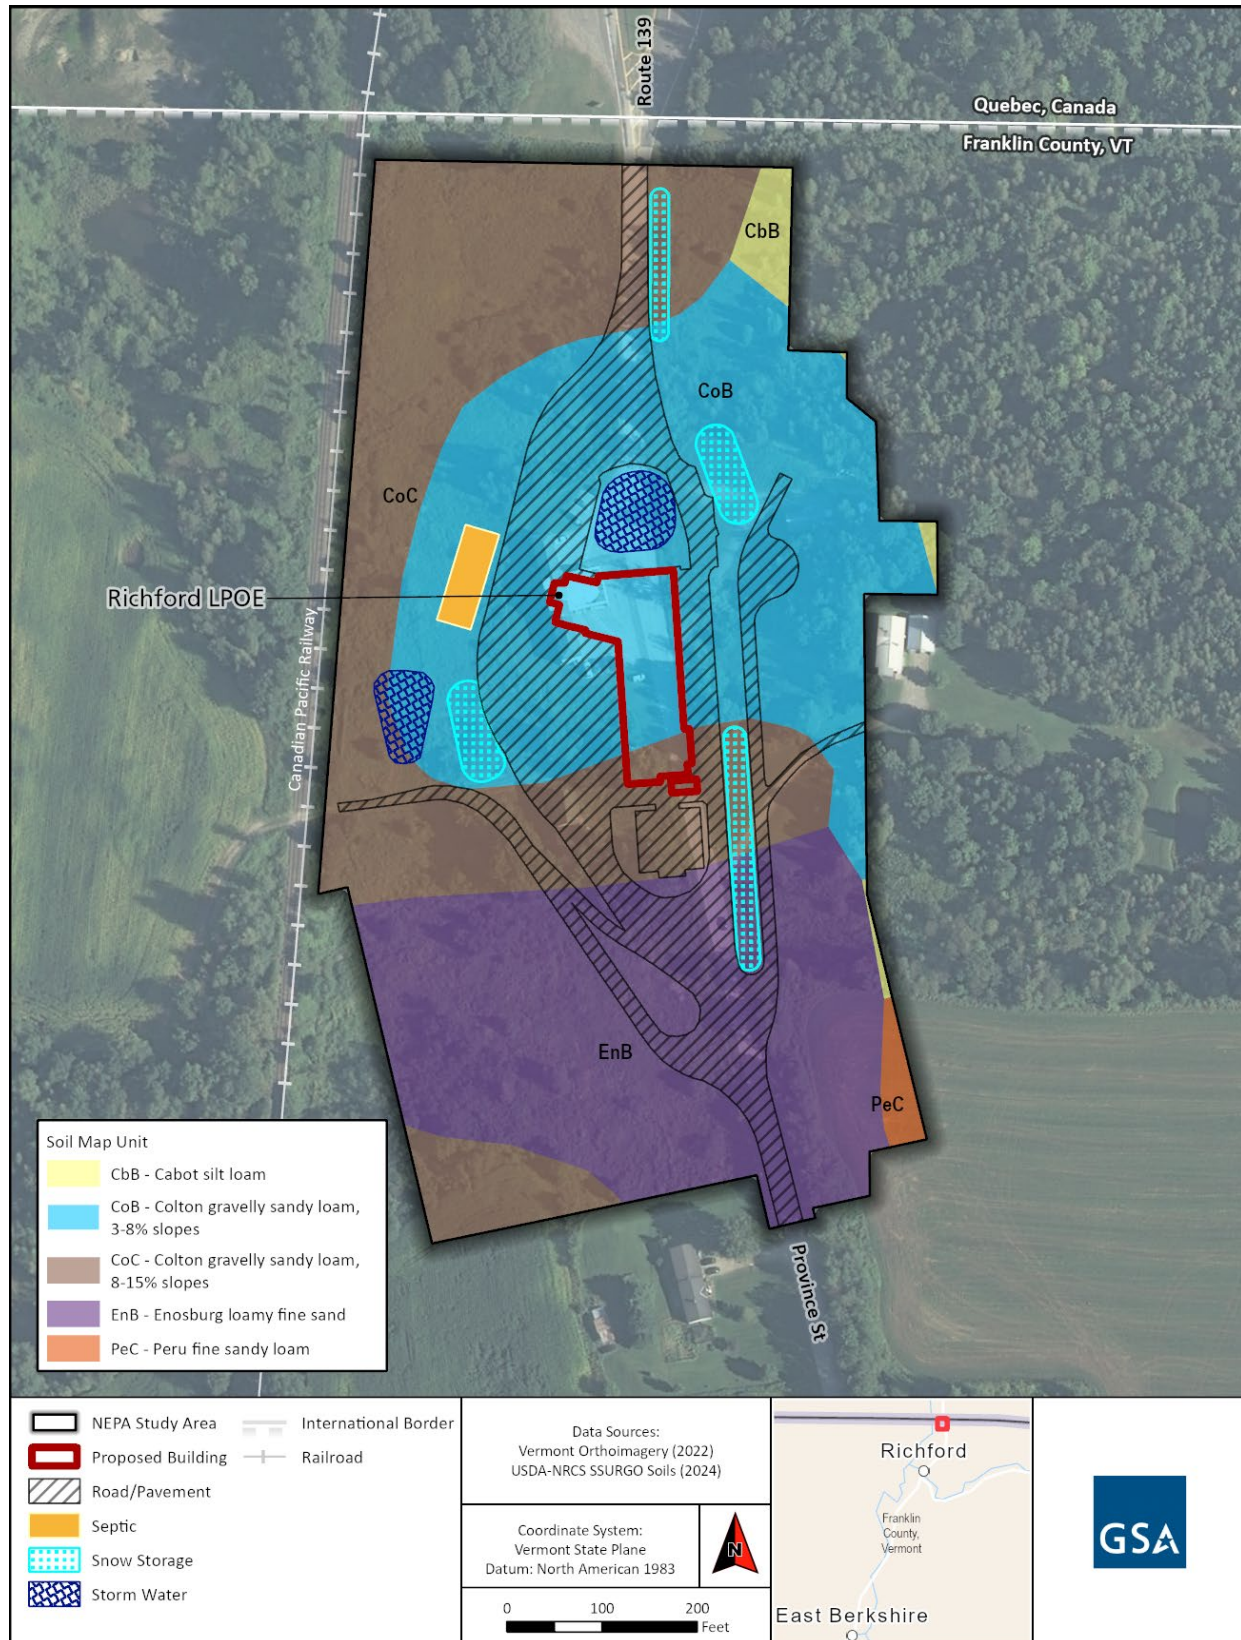 Route 139
Quebec, Canada
Franklin County, VT
CbB
CoB
CoC
Richford LPOE
Canadian Pacific Railway
EnB
PeC
Province St
Soil Map Unit
CbB - Cabot silt loam
CoB - Colton gravelly sandy loam,
3-8% slopes
CoC - Colton gravelly sandy loam,
8-15% slopes
EnB - Enosburg loamy fine sand
PeC - Peru fine sandy loam
NEPA Study Area
International Border
Proposed Building
Railroad
Road/Pavement
Septic
Snow Storage
Storm Water
Data Sources:
Vermont Orthoimagery (2022)
USDA-NRCS SSURGO Soils (2024)
Coordinate System:
Vermont State Plane
Datum: North American 1983
N
0 100 200
Feet
Richford
Franklin
County,
Vermont
East Berkshire
GSA